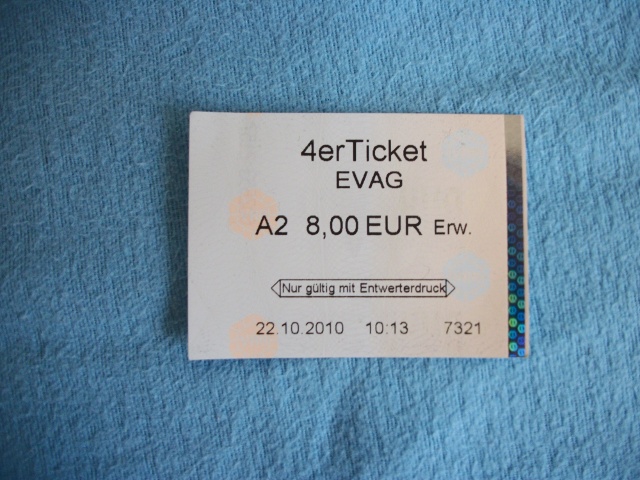 4erTicket
EVAG
A2 8,00 EUR Erw.
Nur gültig mit Entwerterdruck
22.10.2010 10:13 7321